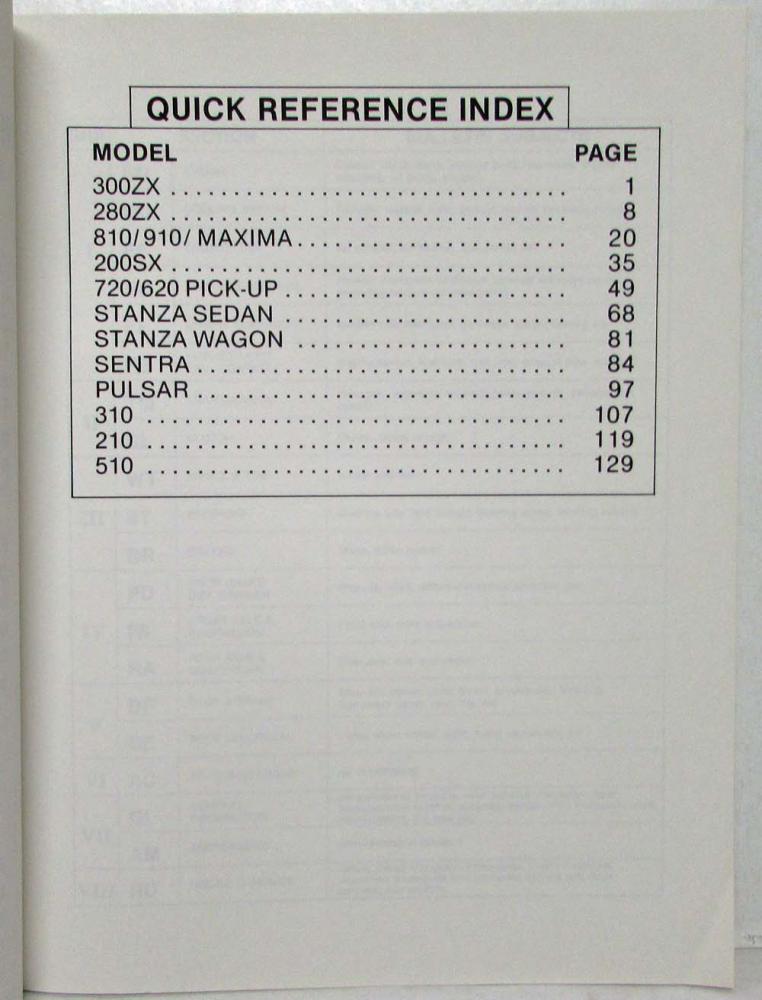 QUICK REFERENCE INDEX
MODEL PAGE
300ZX ................................ 1
280ZX ................................ 8
810/910/ MAXIMA...................... 20
200SX ................................ 35
720/620 PICK-UP ....................... 49
STANZA SEDAN ....................... 68
STANZA WAGON ...................... 81
SENTRA .............................. 84
PULSAR .............................. 97
310 .................................. 107
210 .................................. 119
510 .................................. 129